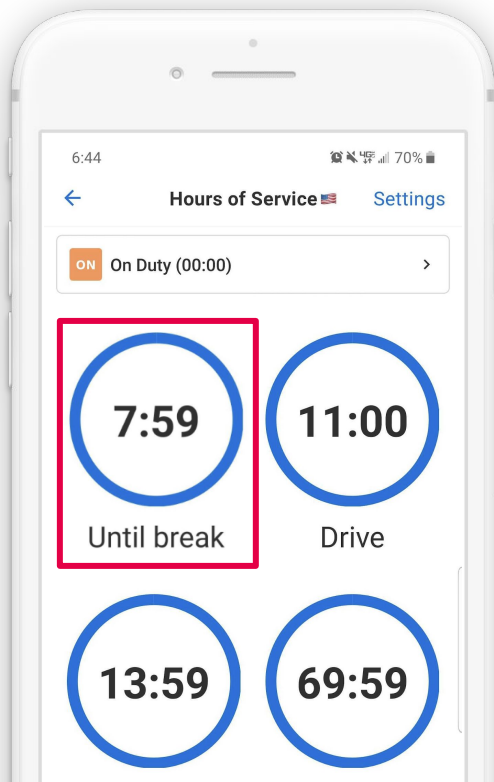 6:44 70%
Hours of Service Settings
ON On Duty (00:00)
7:59 11:00
Until break Drive
13:59 69:59